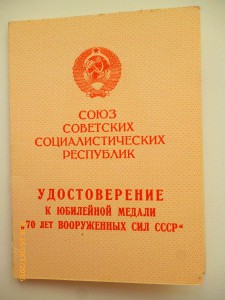 СОЮЗ
СОВЕТСКИХ
СОЦИАЛИСТИЧЕСКИХ
РЕСПУБЛИК
УДОСТОВЕРЕНИЕ
К ЮБИЛЕЙНОЙ МЕДАЛИ
"70 ЛЕТ ВООРУЖЕННЫХ СИЛ СССР"